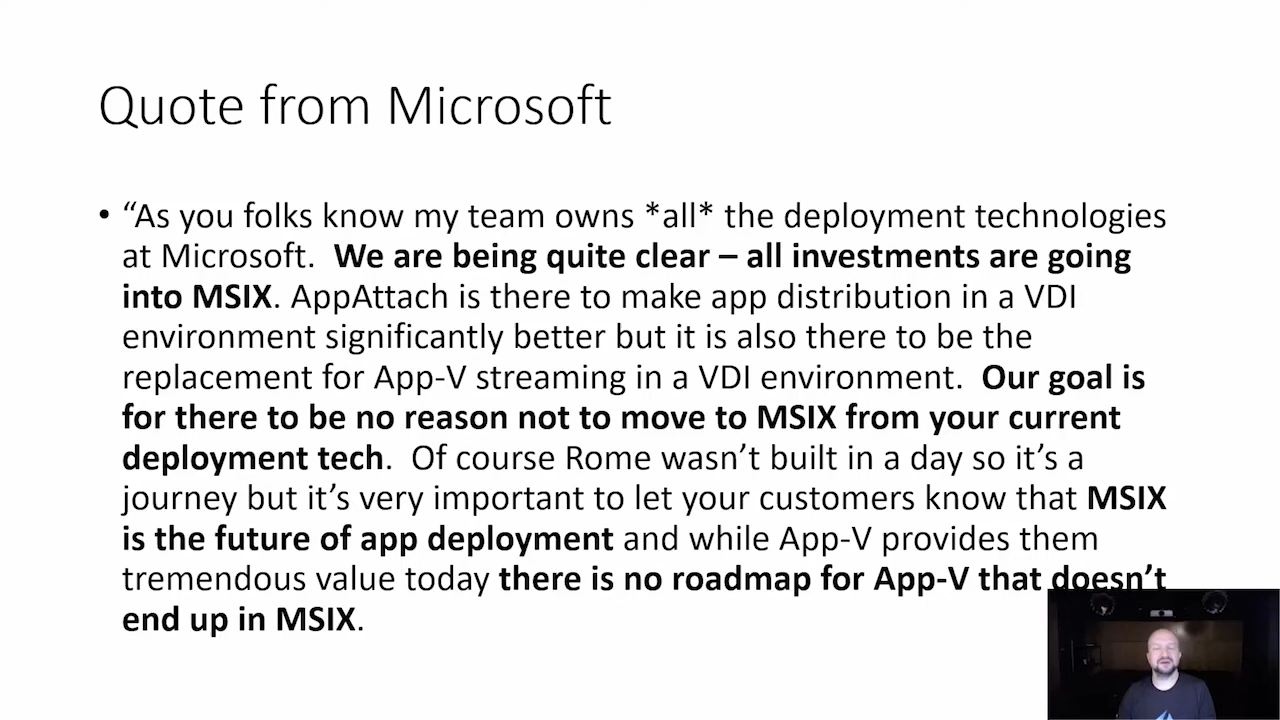 Quote from Microsoft
• “As you folks know my team owns *all* the deployment technologies
at Microsoft.  We are being quite clear – all investments are going
into MSIX. AppAttach is there to make app distribution in a VDI
environment significantly better but it is also there to be the
replacement for App-V streaming in a VDI environment.  Our goal is
for there to be no reason not to move to MSIX from your current
deployment tech.  Of course Rome wasn’t built in a day so it’s a
journey but it’s very important to let your customers know that MSIX
is the future of app deployment and while App-V provides them
tremendous value today there is no roadmap for App-V that doesn’t
end up in MSIX.